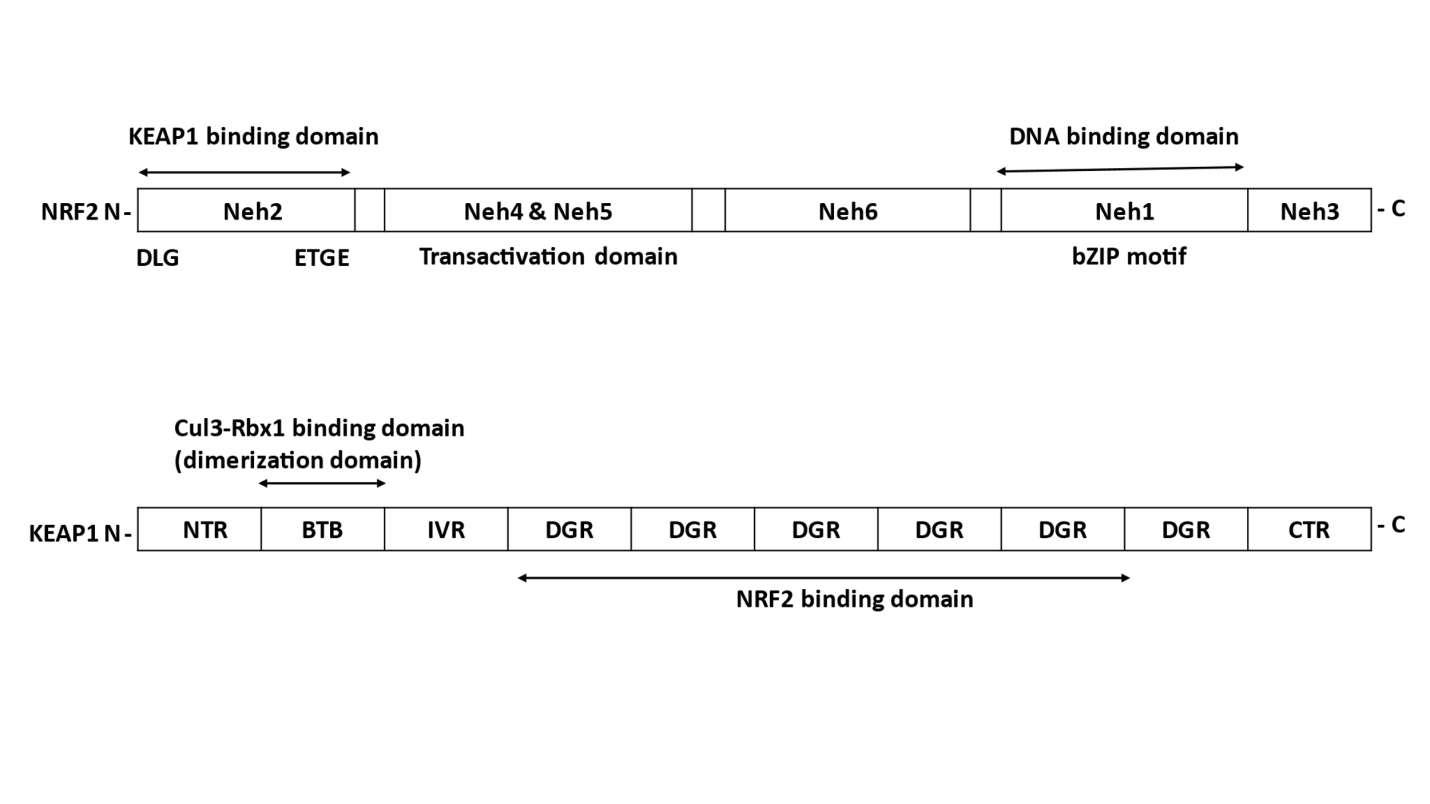 KEAP1 binding domain
DNA binding domain
NRF2 N- Neh2 Neh4 & Neh5 Neh6 Neh1 Neh3 - C
DLG ETGE Transactivation domain bZIP motif
Cul3-Rbx1 binding domain
(dimerization domain)
KEAP1 N- NTR BTB IVR DGR DGR DGR DGR DGR DGR CTR - C
NRF2 binding domain